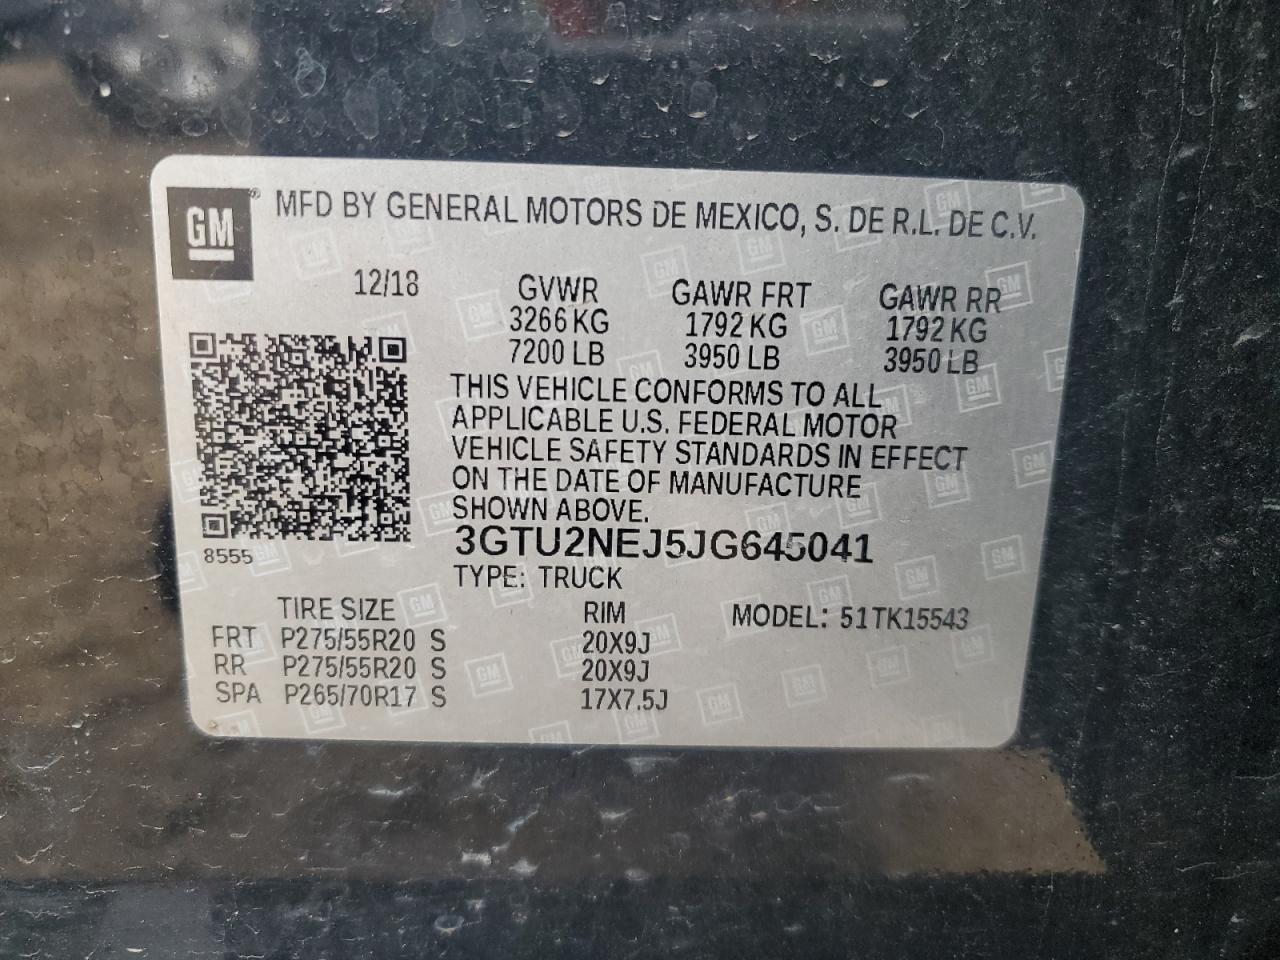 GM® MFD BY GENERAL MOTORS DE MEXICO, S. DE R.L. DE C.V.
12/18 GVWR GAWR FRT GAWR RR
3266 KG 1792 KG 1792 KG
7200 LB 3950 LB 3950 LB
THIS VEHICLE CONFORMS TO ALL
APPLICABLE U.S. FEDERAL MOTOR
VEHICLE SAFETY STANDARDS IN EFFECT
ON THE DATE OF MANUFACTURE
SHOWN ABOVE.
8555
3GTU2NEJ5JG645041
TYPE: TRUCK
TIRE SIZE RIM MODEL: 51TK15543
FRT P275/55R20 S 20X9J
RR P275/55R20 S 20X9J
SPA P265/70R17 S 17X7.5J